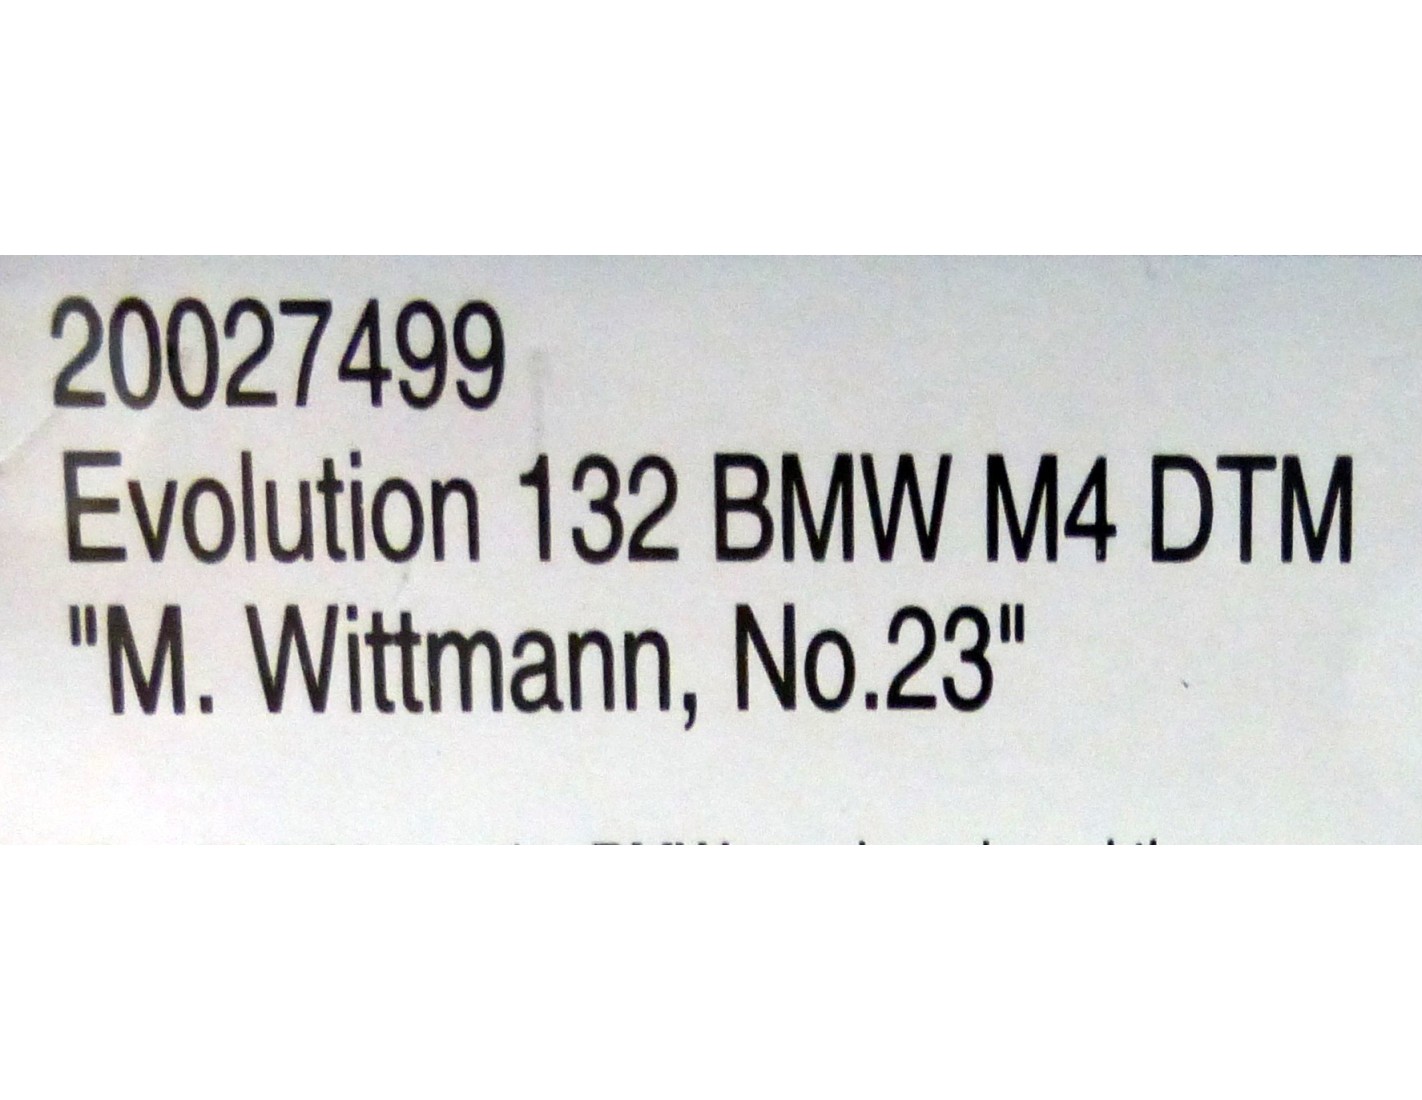 20027499
Evolution 132 BMW M4 DTM
"M. Wittmann, No.23"